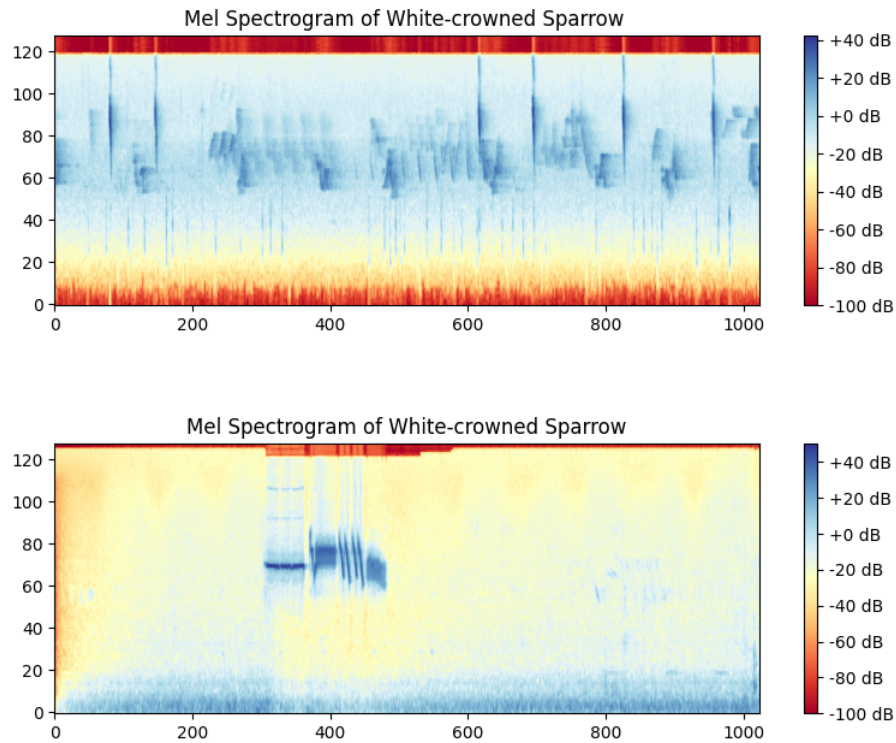 Mel Spectrogram of White-crowned Sparrow
120
100
80
60
40
20
0
0 200 400 600 800 1000
+40 dB
+20 dB
+0 dB
-20 dB
-40 dB
-60 dB
-80 dB
-100 dB
Mel Spectrogram of White-crowned Sparrow
120
100
80
60
40
20
0
0 200 400 600 800 1000
+40 dB
+20 dB
+0 dB
-20 dB
-40 dB
-60 dB
-80 dB
-100 dB